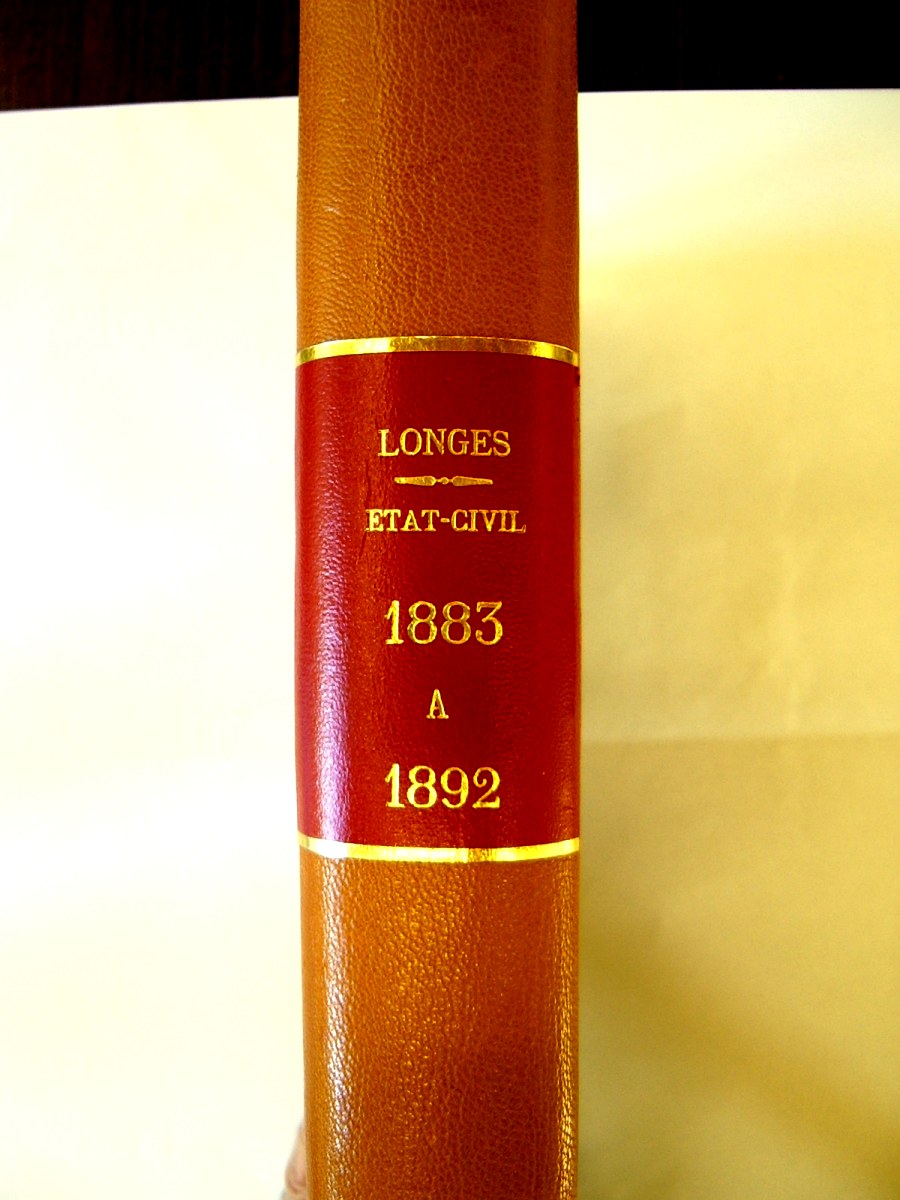 LONGES
ETAT-CIVIL
1883
A
1892